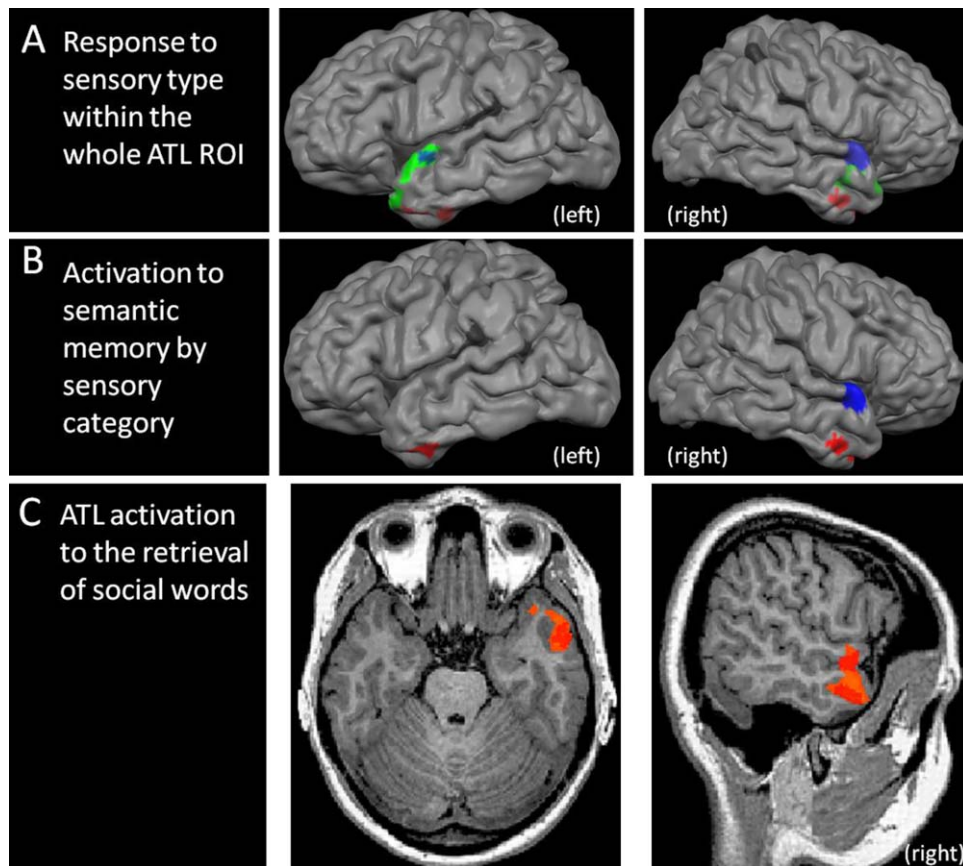 A Response to
sensory type
within the
whole ATL ROI
(left)
(right)
B Activation to
semantic
memory by
sensory
category
(left)
(right)
C ATL activation
to the retrieval
of social words
(right)